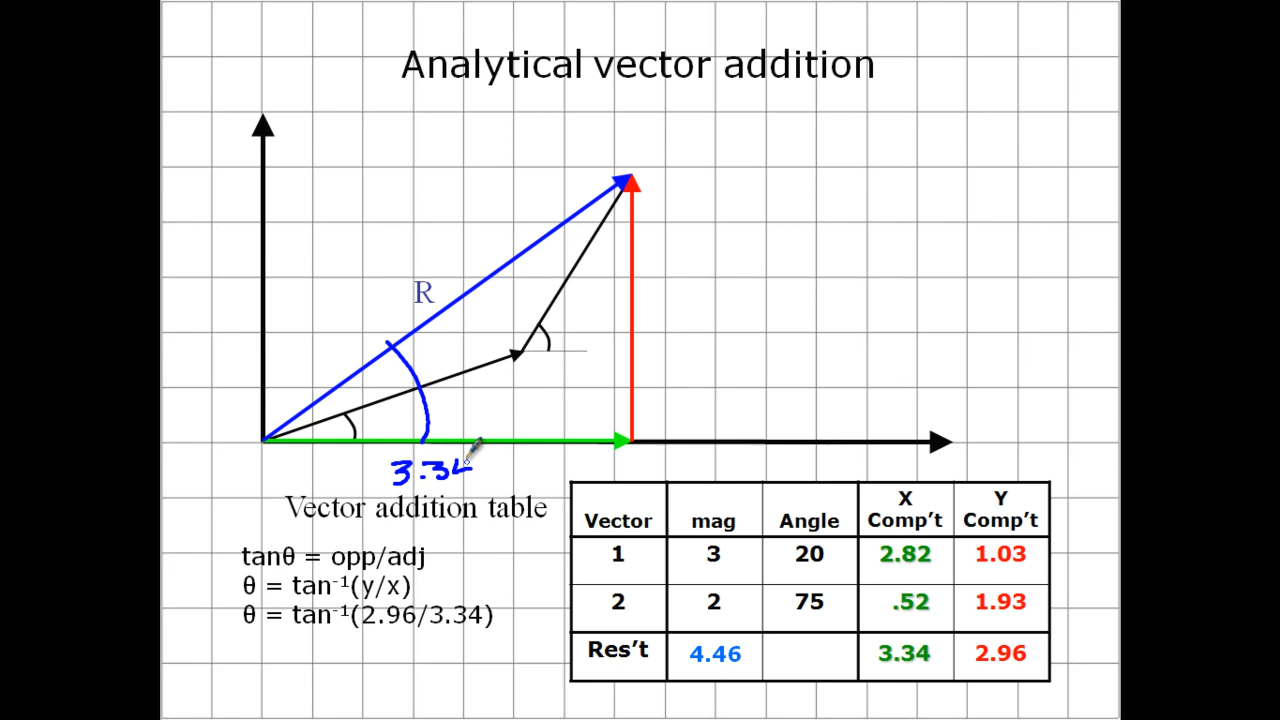 Analytical vector addition
R
3.34
Vector addition table
tanθ = opp/adj
θ = tan⁻¹(y/x)
θ = tan⁻¹(2.96/3.34)
Vector mag Angle X Comp't Y Comp't
1 3 20 2.82 1.03
2 2 75 .52 1.93
Res't 4.46 3.34 2.96